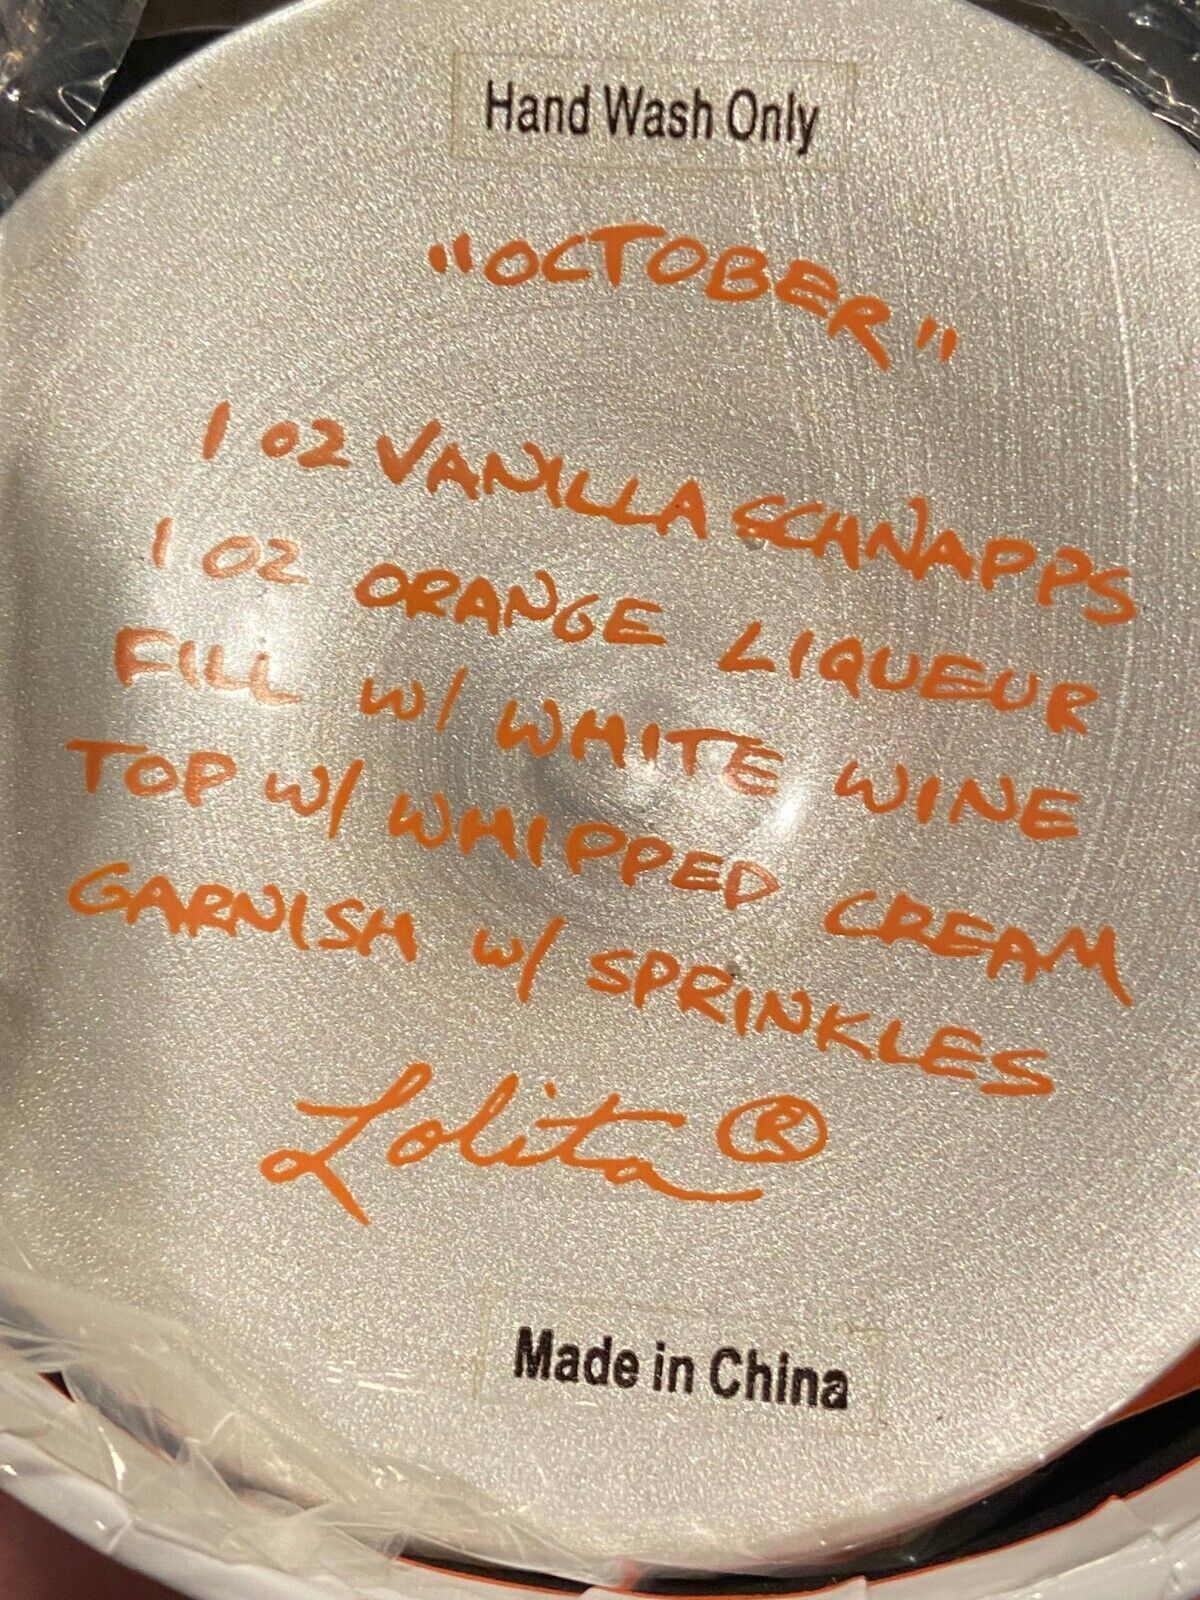 Hand Wash Only
"OCTOBER"
1 OZ VANILLA SCHNAPPS
1 OZ ORANGE LIQUEUR
FILL W/ WHITE WINE
TOP W/ WHIPPED CREAM
GARNISH W/ SPRINKLES
Lolita®
Made in China